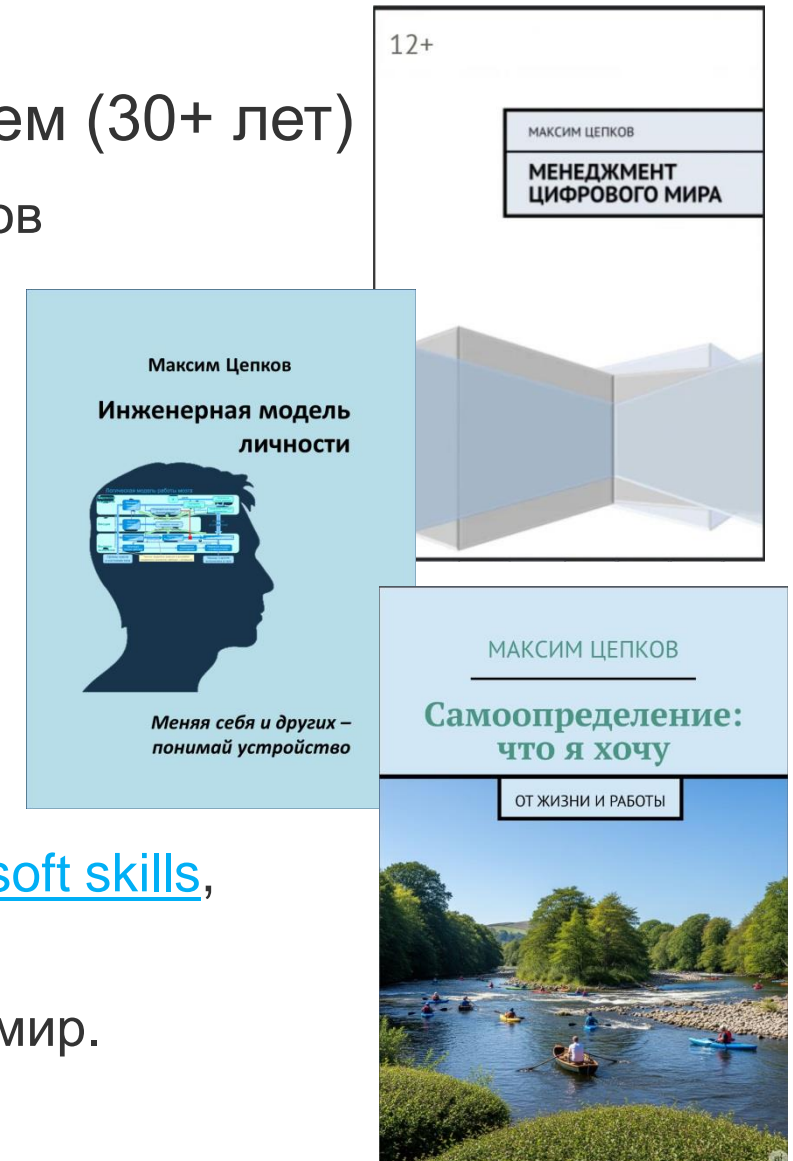 12+
ем (30+ лет)
МАКСИМ ЦЕПКОВ
МЕНЕДЖМЕНТ
ЦИФРОВОГО МИРА
ов
Максим Цепков
Инженерная модель
личности
Меняя себя и других –
понимай устройство
МАКСИМ ЦЕПКОВ
Самоопределение:
что я хочу
ОТ ЖИЗНИ И РАБОТЫ
soft skills,
мир.